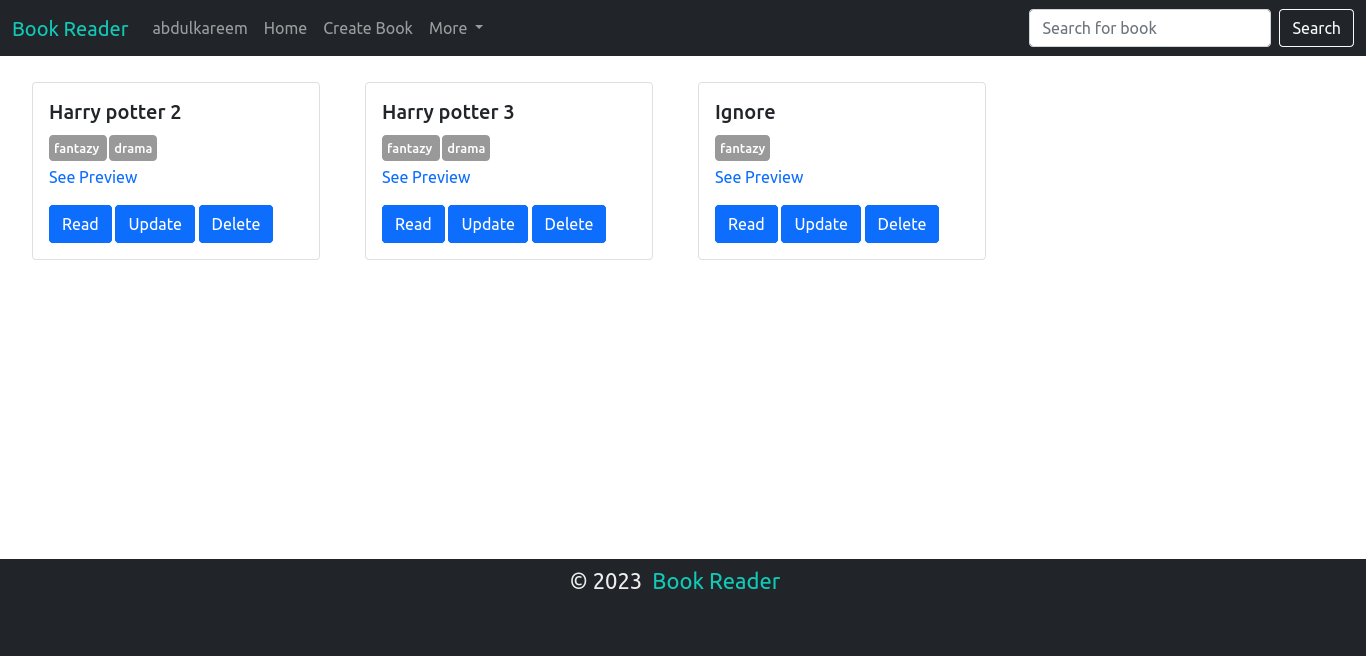 Book Reader abdulkareem Home Create Book More Search for book Search
Harry potter 2
fantazy drama
See Preview
Read Update Delete
Harry potter 3
fantazy drama
See Preview
Read Update Delete
Ignore
fantazy
See Preview
Read Update Delete
© 2023 Book Reader